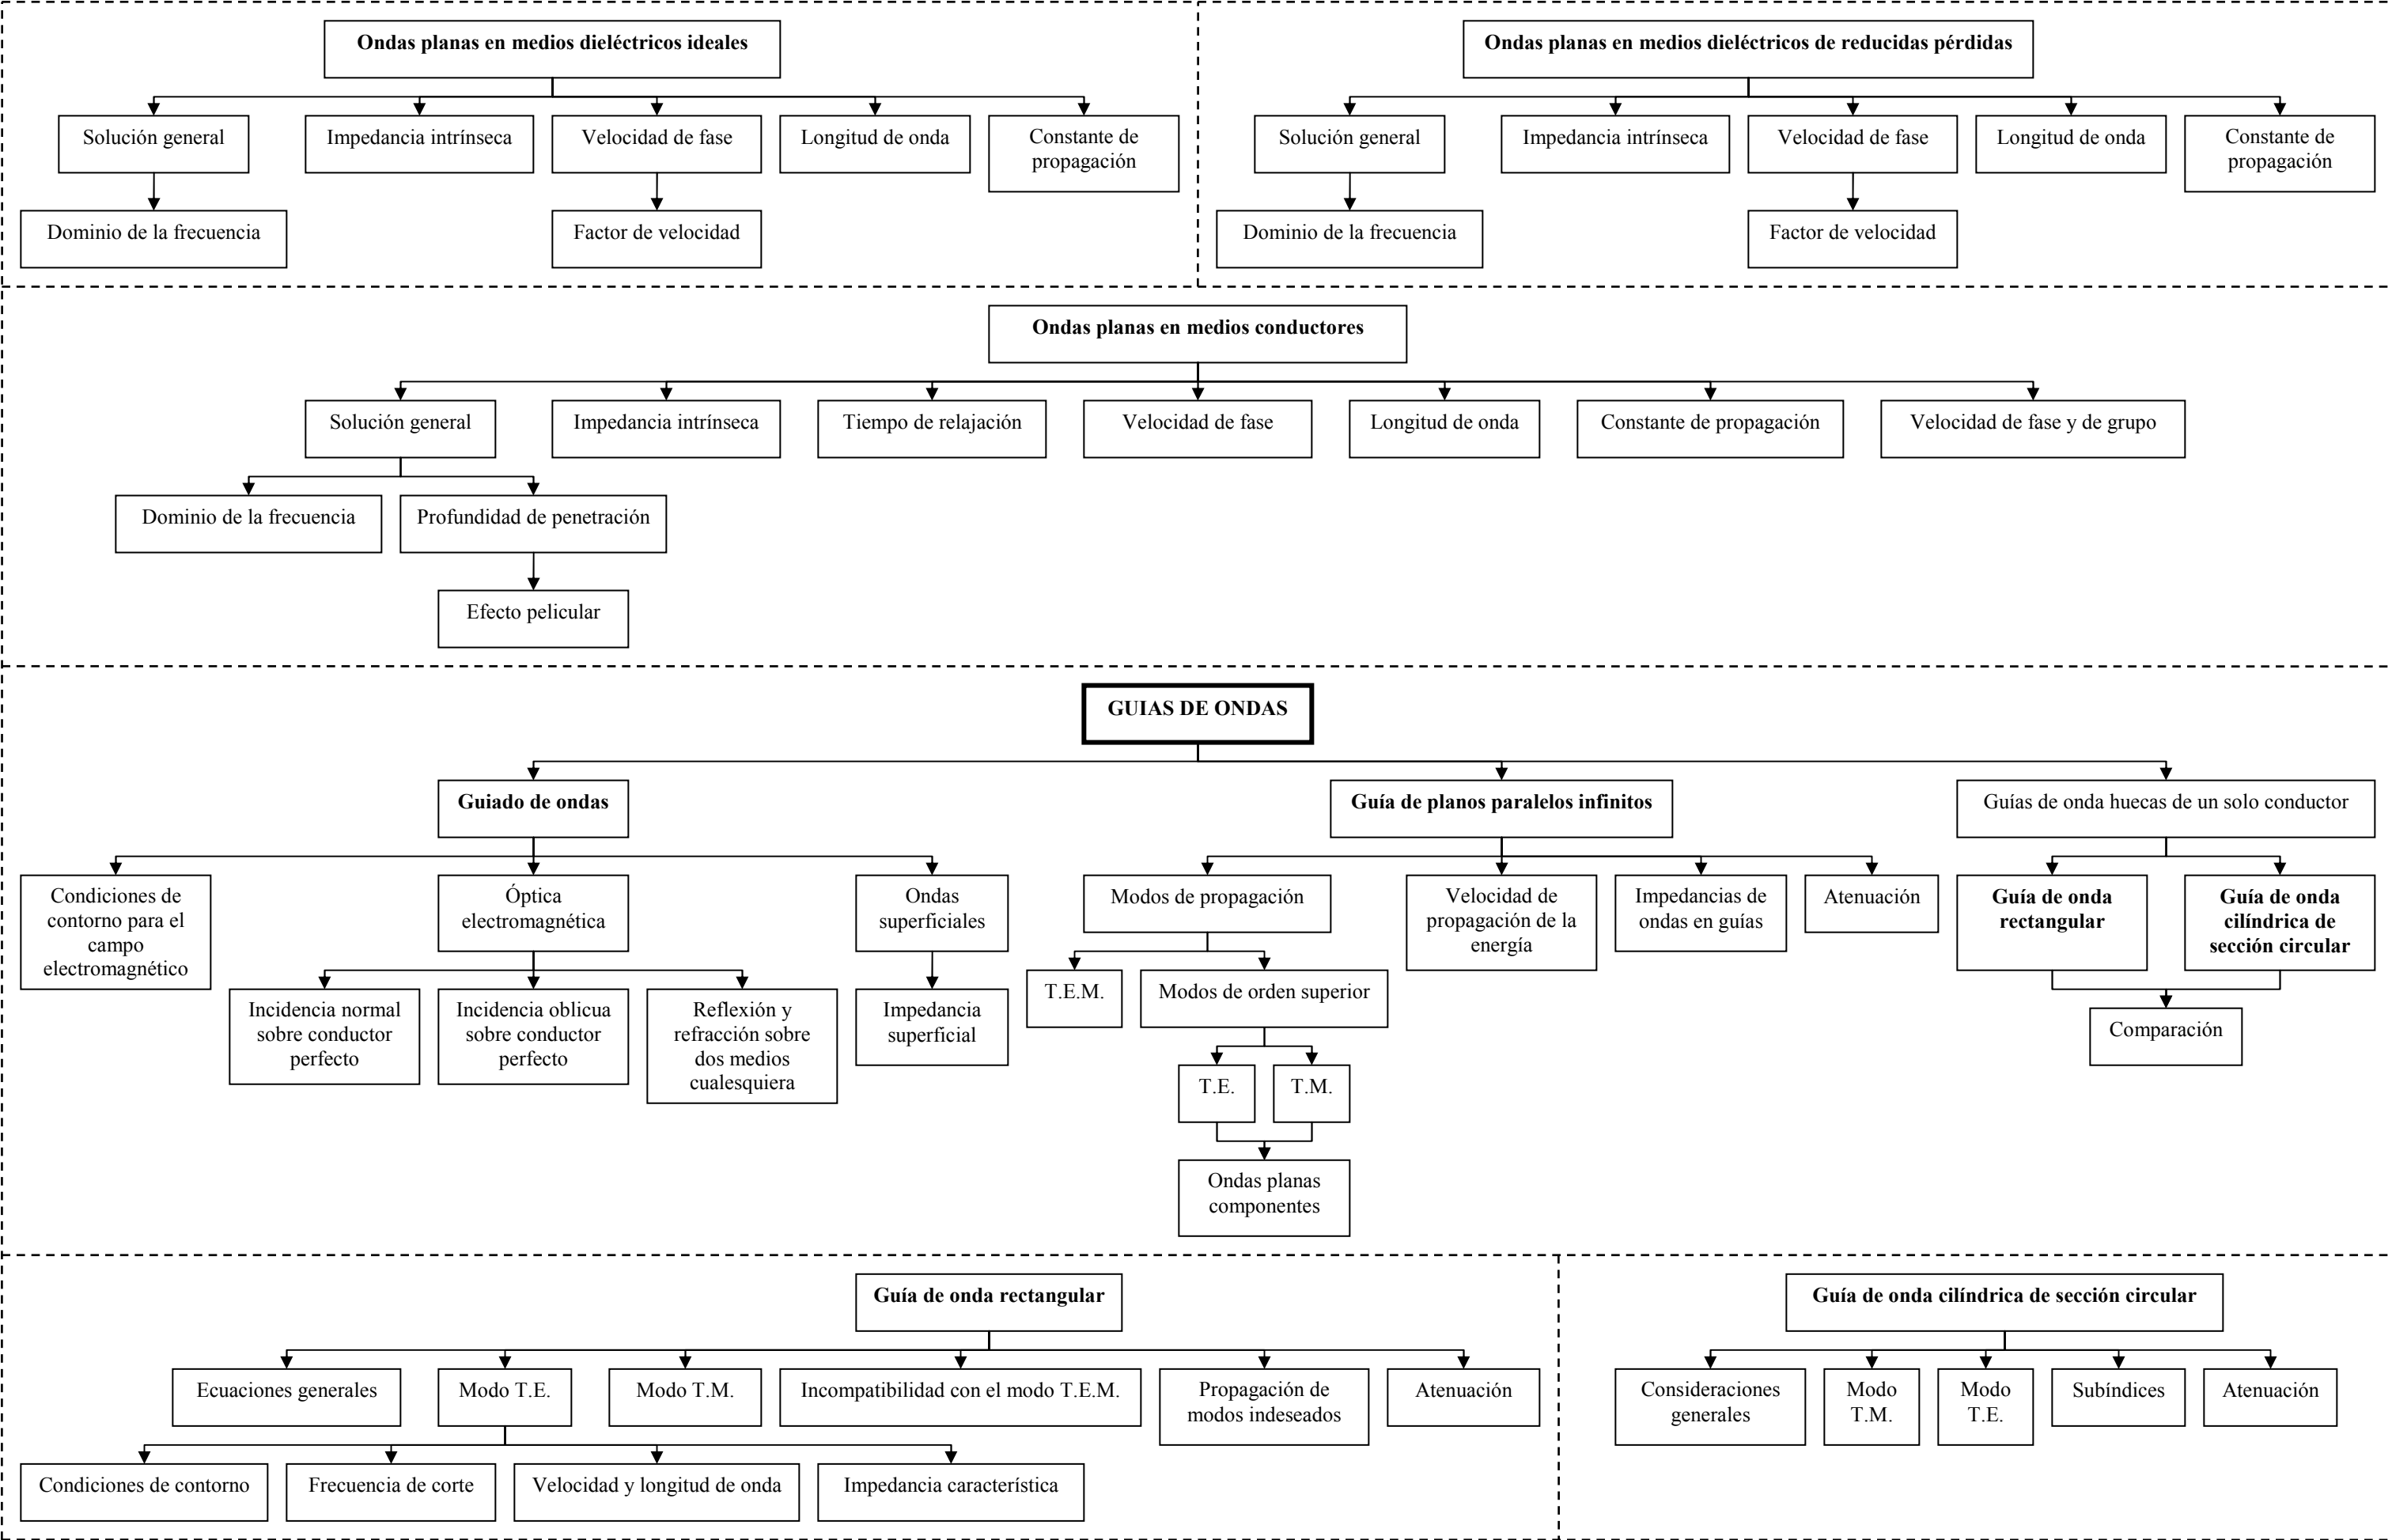 Ondas planas en medios dieléctricos ideales
Solución general
Impedancia intrínseca
Velocidad de fase
Longitud de onda
Constante de
propagación
Dominio de la frecuencia
Factor de velocidad
Ondas planas en medios dieléctricos de reducidas pérdidas
Solución general
Impedancia intrínseca
Velocidad de fase
Longitud de onda
Constante de
propagación
Dominio de la frecuencia
Factor de velocidad
Ondas planas en medios conductores
Solución general
Impedancia intrínseca
Tiempo de relajación
Velocidad de fase
Longitud de onda
Constante de propagación
Velocidad de fase y de grupo
Dominio de la frecuencia
Profundidad de penetración
Efecto pelicular
GUIAS DE ONDAS
Guiado de ondas
Guía de planos paralelos infinitos
Guías de onda huecas de un solo conductor
Condiciones de
contorno para el
campo
electromagnético
Óptica
electromagnética
Ondas
superficiales
Modos de propagación
Velocidad de
propagación de la
energía
Impedancias de
ondas en guías
Atenuación
Guía de onda
rectangular
Guía de onda
cilíndrica de
sección circular
Incidencia normal
sobre conductor
perfecto
Incidencia oblicua
sobre conductor
perfecto
Reflexión y
refracción sobre
dos medios
cualesquiera
Impedancia
superficial
T.E.M.
Modos de orden superior
Comparación
T.E.
T.M.
Ondas planas
componentes
Guía de onda rectangular
Ecuaciones generales
Modo T.E.
Modo T.M.
Incompatibilidad con el modo T.E.M.
Propagación de
modos indeseados
Atenuación
Condiciones de contorno
Frecuencia de corte
Velocidad y longitud de onda
Impedancia característica
Guía de onda cilíndrica de sección circular
Consideraciones
generales
Modo
T.M.
Modo
T.E.
Subíndices
Atenuación